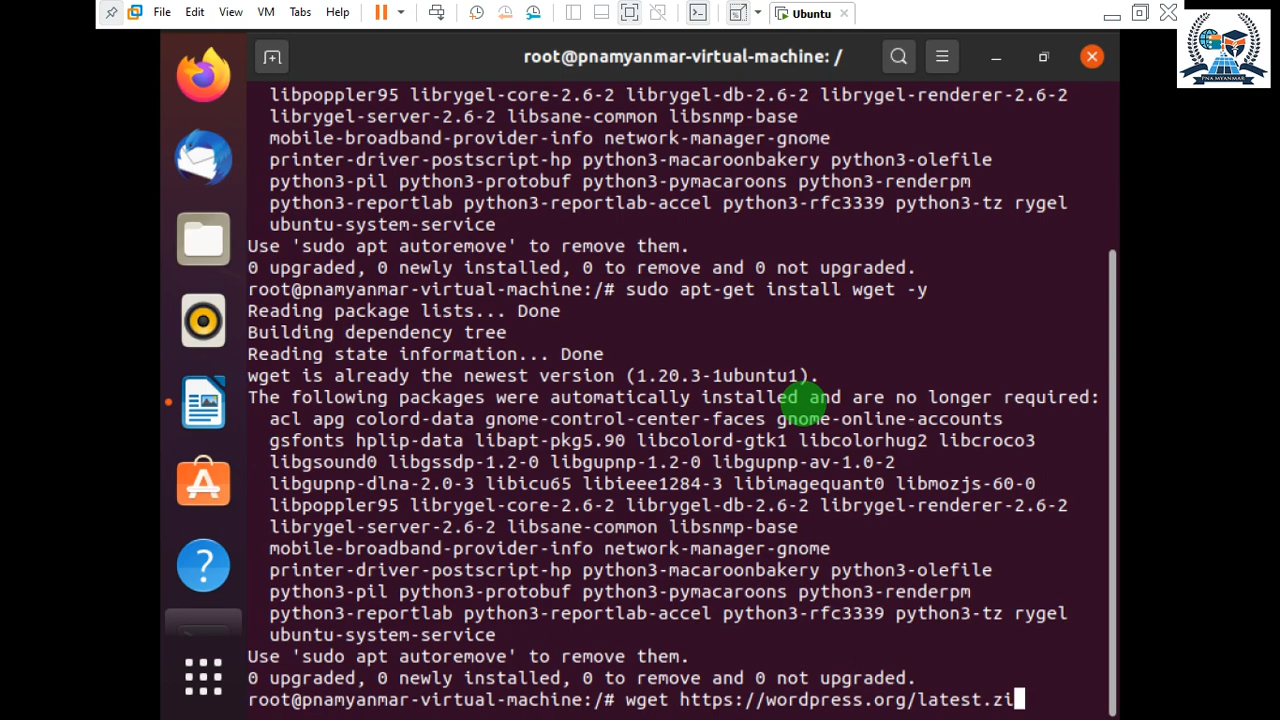 File Edit View VM Tabs Help Ubuntu
PNA MYANMAR
root@pnamyanmar-virtual-machine: /
libpoppler95 librygel-core-2.6-2 librygel-db-2.6-2 librygel-renderer-2.6-2
librygel-server-2.6-2 libsane-common libsnmp-base
mobile-broadband-provider-info network-manager-gnome
printer-driver-postscript-hp python3-macaroonbakery python3-olefile
python3-pil python3-protobuf python3-pymacaroons python3-renderpm
python3-reportlab python3-reportlab-accel python3-rfc3339 python3-tz rygel
ubuntu-system-service
Use 'sudo apt autoremove' to remove them.
0 upgraded, 0 newly installed, 0 to remove and 0 not upgraded.
root@pnamyanmar-virtual-machine:/# sudo apt-get install wget -y
Reading package lists... Done
Building dependency tree
Reading state information... Done
wget is already the newest version (1.20.3-1ubuntu1).
The following packages were automatically installed and are no longer required:
acl apg colord-data gnome-control-center-faces gnome-online-accounts
gsfonts hplip-data libapt-pkg5.90 libcolord-gtk1 libcolorhug2 libcroco3
libgsound0 libgssdp-1.2-0 libgupnp-1.2-0 libgupnp-av-1.0-2
libgupnp-dlna-2.0-3 libicu65 libieee1284-3 libimagequant0 libmozjs-60-0
libpoppler95 librygel-core-2.6-2 librygel-db-2.6-2 librygel-renderer-2.6-2
librygel-server-2.6-2 libsane-common libsnmp-base
mobile-broadband-provider-info network-manager-gnome
printer-driver-postscript-hp python3-macaroonbakery python3-olefile
python3-pil python3-protobuf python3-pymacaroons python3-renderpm
python3-reportlab python3-reportlab-accel python3-rfc3339 python3-tz rygel
ubuntu-system-service
Use 'sudo apt autoremove' to remove them.
0 upgraded, 0 newly installed, 0 to remove and 0 not upgraded.
root@pnamyanmar-virtual-machine:/# wget https://wordpress.org/latest.zi